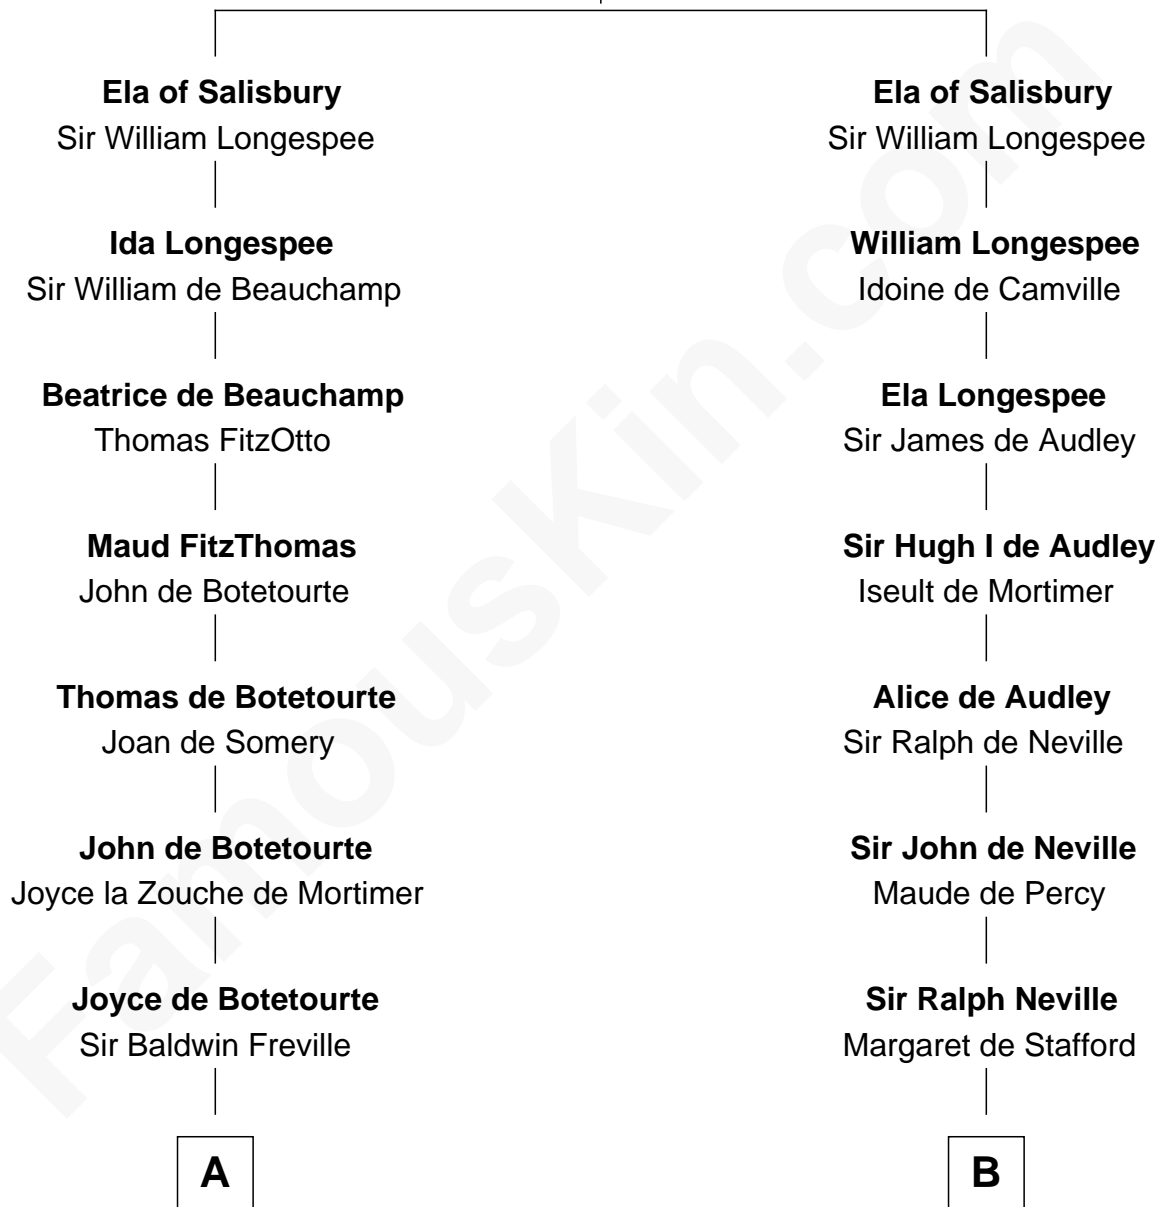 Ela of Salisbury
Sir William Longespee
Ida Longespee
Sir William de Beauchamp
Beatrice de Beauchamp
Thomas FitzOtto
Maud FitzThomas
John de Botetourte
Thomas de Botetourte
Joan de Somery
John de Botetourte
Joyce la Zouche de Mortimer
Joyce de Botetourte
Sir Baldwin Freville
A
Ela of Salisbury
Sir William Longespee
William Longespee
Idoine de Camville
Ela Longespee
Sir James de Audley
Sir Hugh I de Audley
Iseult de Mortimer
Alice de Audley
Sir Ralph de Neville
Sir John de Neville
Maude de Percy
Sir Ralph Neville
Margaret de Stafford
B
FamousKin.com